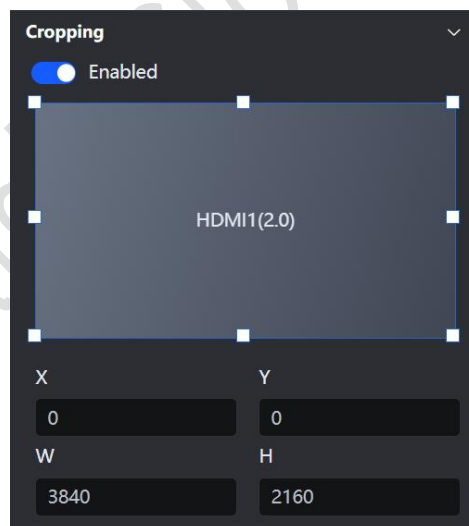 Cropping
Enabled
HDMI1(2.0)
X Y
0 0
W H
3840 2160